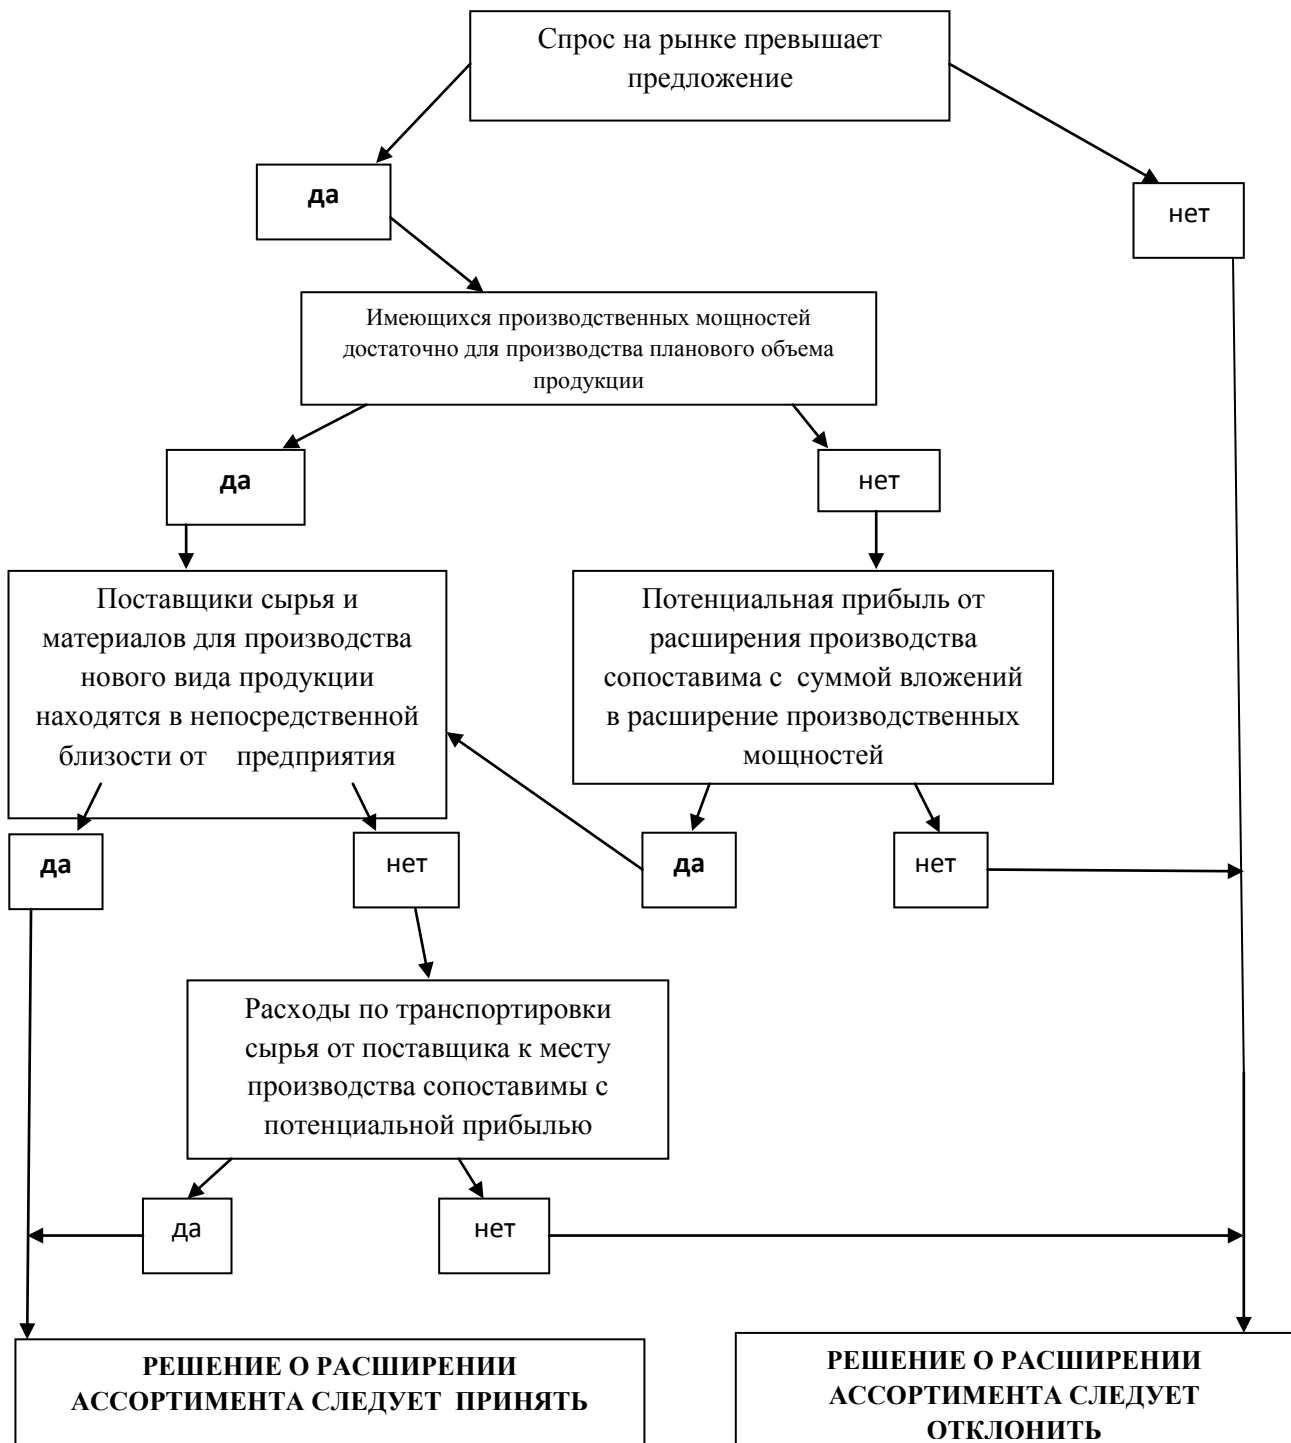 Спрос на рынке превышает
предложение
да
нет
Имеющихся производственных мощностей
достаточно для производства планового объема
продукции
да
нет
Поставщики сырья и
материалов для производства
нового вида продукции
находятся в непосредственной
близости от предприятия
Потенциальная прибыль от
расширения производства
сопоставима с суммой вложений
в расширение производственных
мощностей
да
нет
да
нет
Расходы по транспортировки
сырья от поставщика к месту
производства сопоставимы с
потенциальной прибылью
да
нет
РЕШЕНИЕ О РАСШИРЕНИИ
АССОРТИМЕНТА СЛЕДУЕТ ПРИНЯТЬ
РЕШЕНИЕ О РАСШИРЕНИИ
АССОРТИМЕНТА СЛЕДУЕТ
ОТКЛОНИТЬ